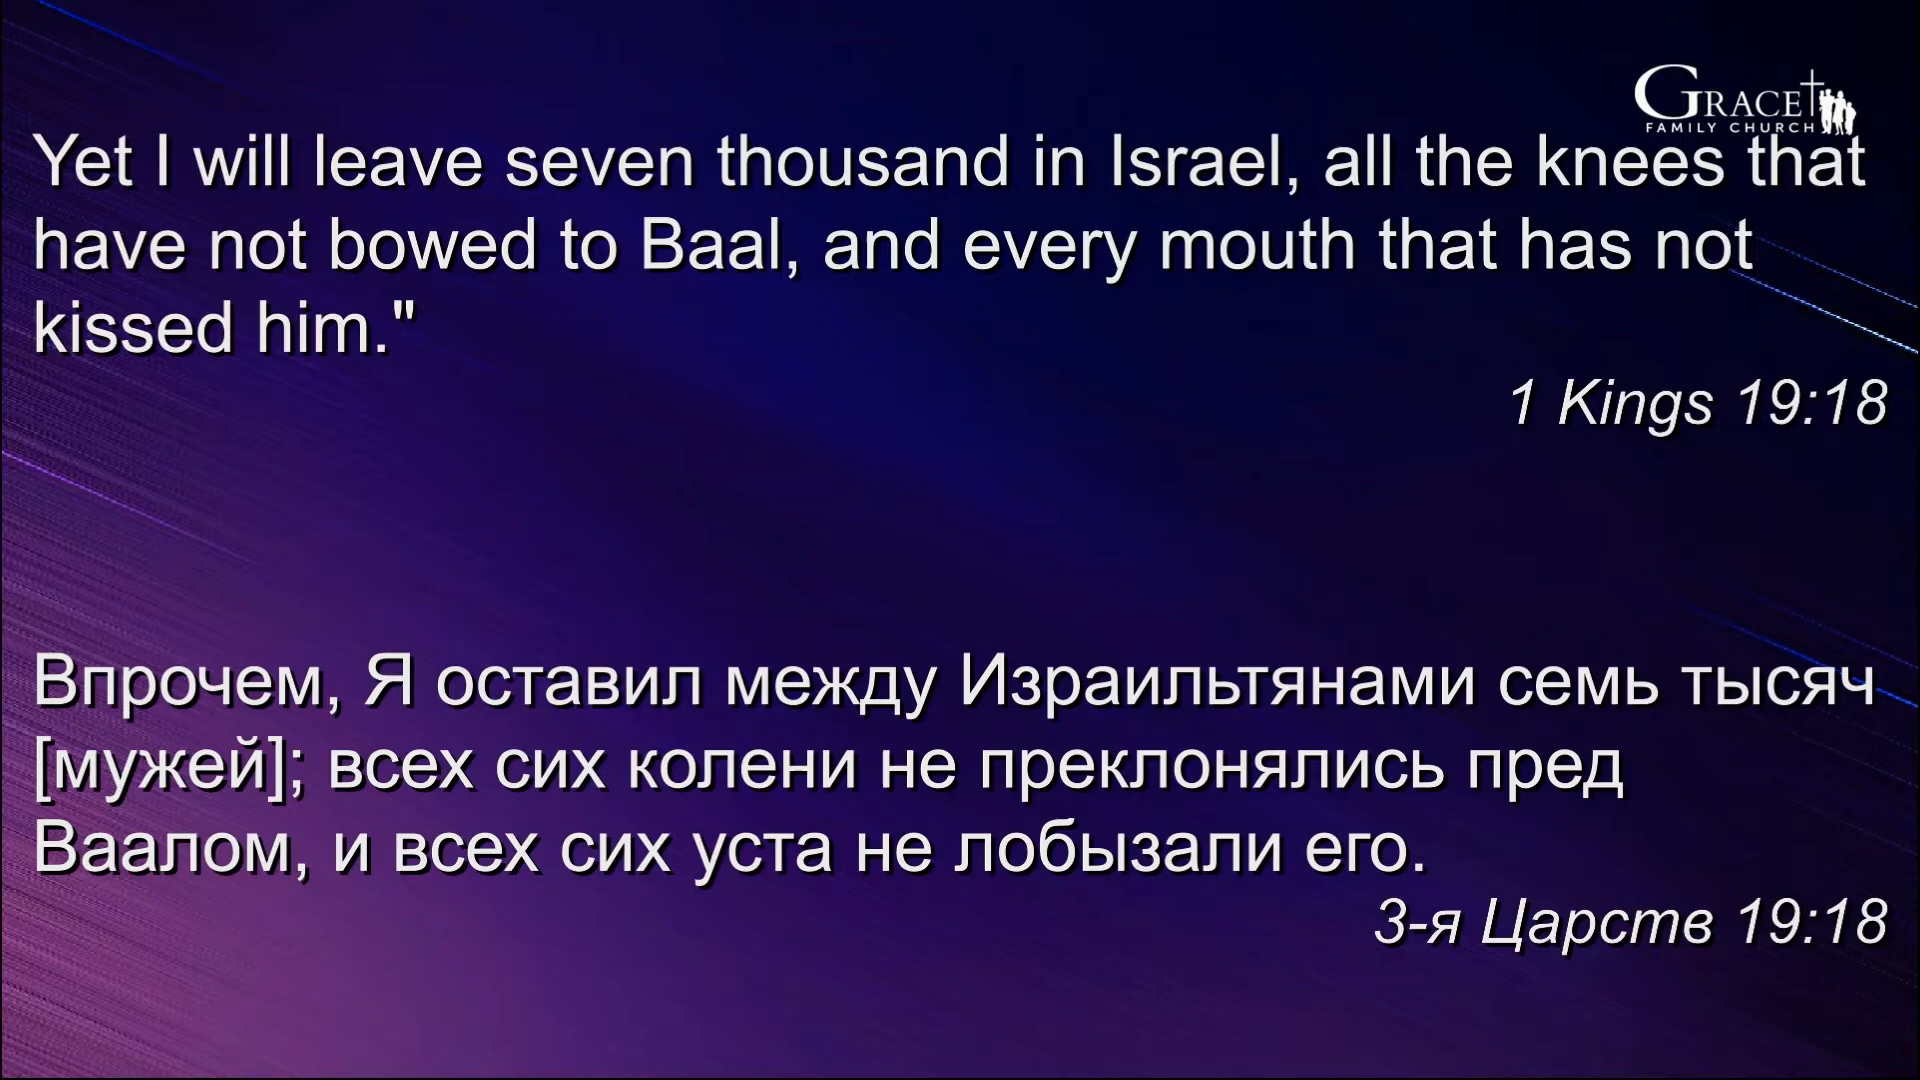 GRACE
FAMILY CHURCH
Yet I will leave seven thousand in Israel, all the knees that
have not bowed to Baal, and every mouth that has not
kissed him."
1 Kings 19:18
Впрочем, Я оставил между Израильтянами семь тысяч
[мужей]; всех сих колени не преклонялись пред
Ваалом, и всех сих уста не лобызали его.
3-я Царств 19:18